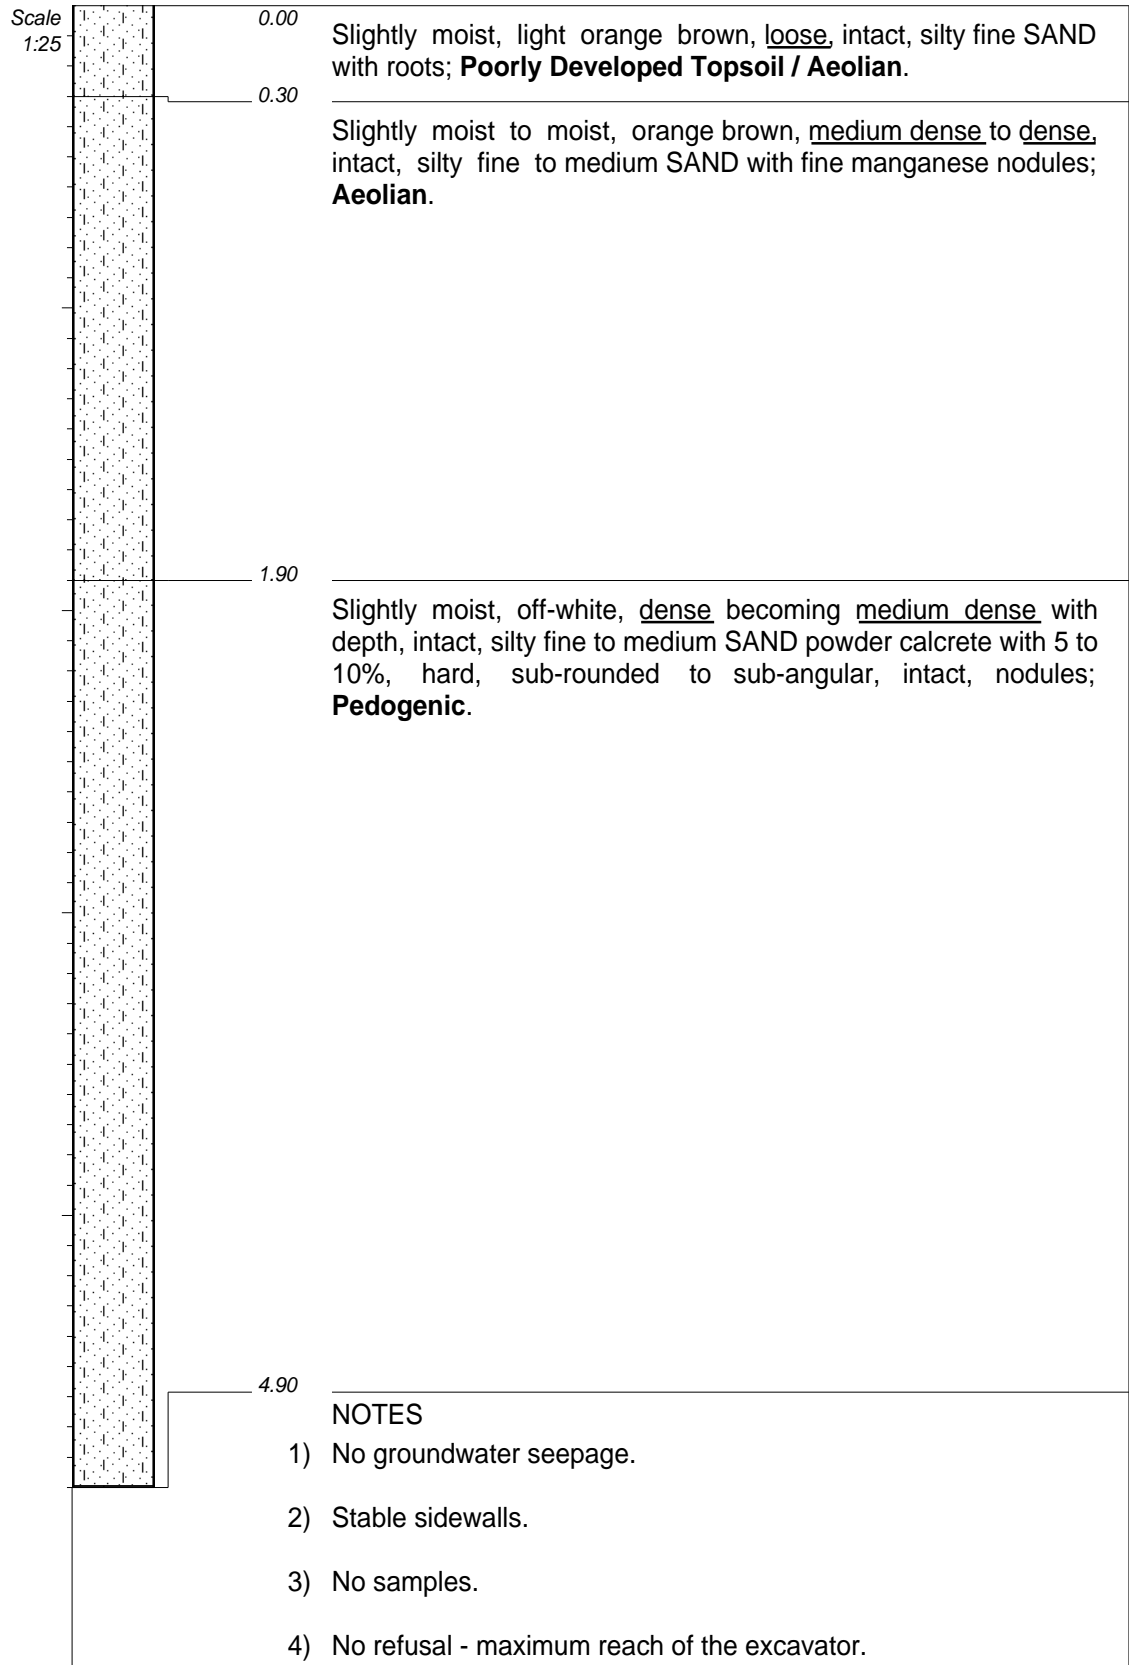 Scale
1:25
0.00
Slightly moist, light orange brown, loose, intact, silty fine SAND
with roots; Poorly Developed Topsoil / Aeolian.
0.30
Slightly moist to moist, orange brown, medium dense to dense,
intact, silty fine to medium SAND with fine manganese nodules;
Aeolian.
1.90
Slightly moist, off-white, dense becoming medium dense with
depth, intact, silty fine to medium SAND powder calcrete with 5 to
10%, hard, sub-rounded to sub-angular, intact, nodules;
Pedogenic.
4.90
NOTES
1) No groundwater seepage.
2) Stable sidewalls.
3) No samples.
4) No refusal - maximum reach of the excavator.